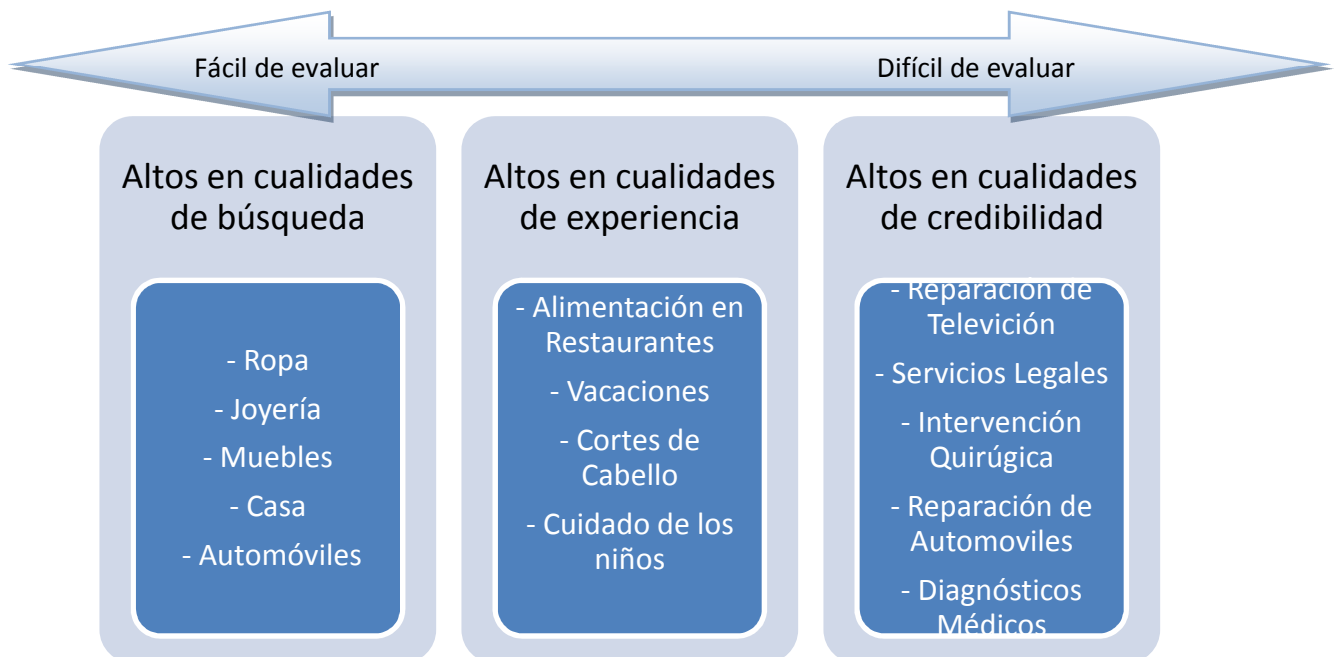 Fácil de evaluar
Difícil de evaluar
Altos en cualidades
de búsqueda
- Ropa
- Joyería
- Muebles
- Casa
- Automóviles
Altos en cualidades
de experiencia
- Alimentación en
Restaurantes
- Vacaciones
- Cortes de
Cabello
- Cuidado de los
niños
Altos en cualidades
de credibilidad
- Reparación de
Televición
- Servicios Legales
- Intervención
Quirúgica
- Reparación de
Automoviles
- Diagnósticos
Médicos